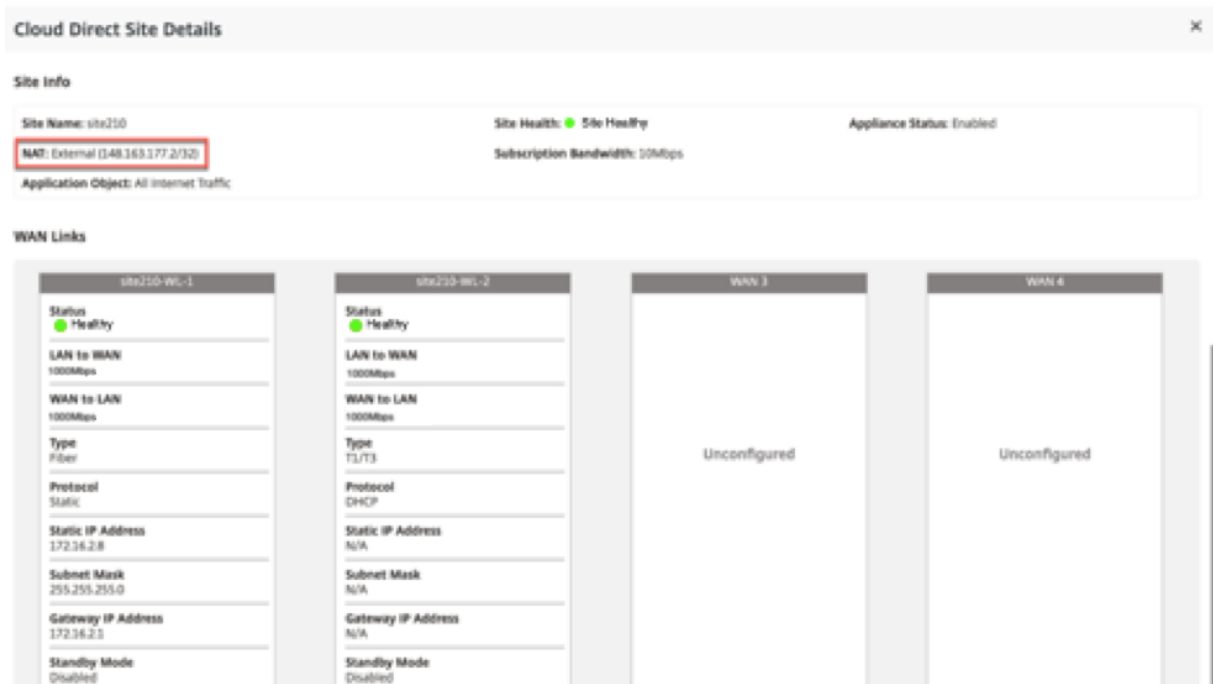 Cloud Direct Site Details
×
Site Info
Site Name: site210
Site Health: Site Healthy
Appliance Status: Enabled
NAT: External (148.163.177.2/32)
Subscription Bandwidth: 10Mbps
Application Object: All Internet Traffic
WAN Links
site210-WL-1
Status
Healthy
LAN to WAN
1000Mbps
WAN to LAN
1000Mbps
Type
Fiber
Protocol
Static
Static IP Address
172.16.2.8
Subnet Mask
255.255.255.0
Gateway IP Address
172.16.2.1
Standby Mode
Disabled
site210-WL-2
Status
Healthy
LAN to WAN
1000Mbps
WAN to LAN
1000Mbps
Type
T1/T3
Protocol
DHCP
Static IP Address
N/A
Subnet Mask
N/A
Gateway IP Address
N/A
Standby Mode
Disabled
WAN 3
Unconfigured
WAN 4
Unconfigured